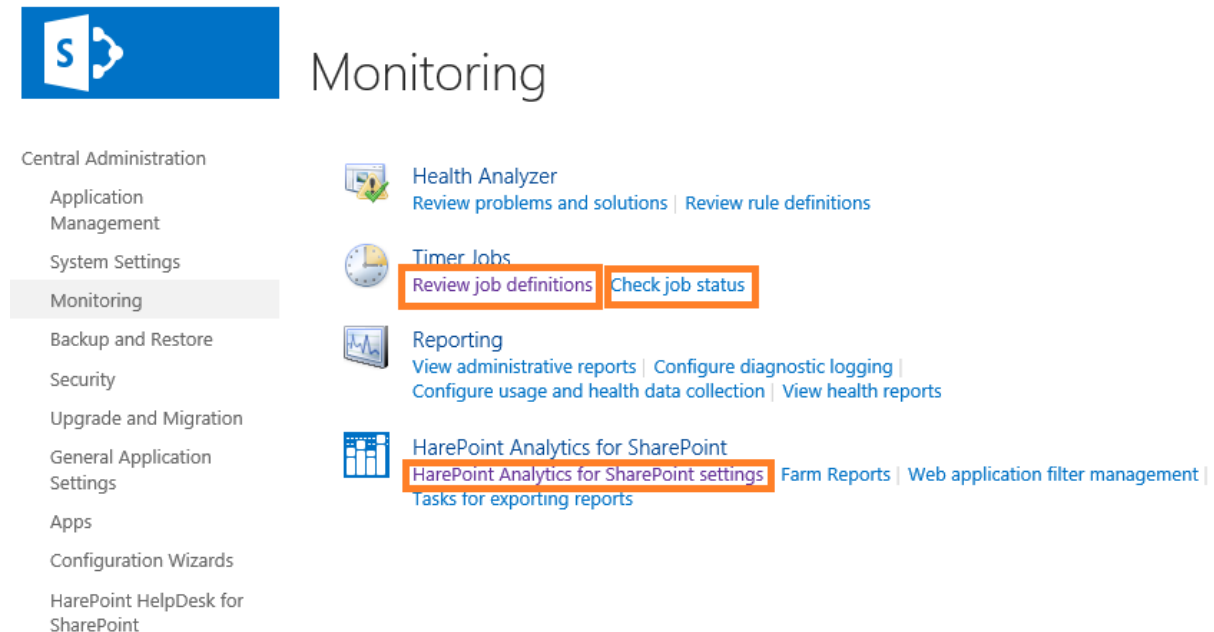 S
Monitoring
Central Administration
Application
Management
System Settings
Monitoring
Backup and Restore
Security
Upgrade and Migration
General Application
Settings
Apps
Configuration Wizards
HarePoint HelpDesk for
SharePoint
Health Analyzer
Review problems and solutions | Review rule definitions
Timer Jobs
Review job definitions Check job status
Reporting
View administrative reports | Configure diagnostic logging |
Configure usage and health data collection | View health reports
HarePoint Analytics for SharePoint
HarePoint Analytics for SharePoint settings Farm Reports | Web application filter management |
Tasks for exporting reports